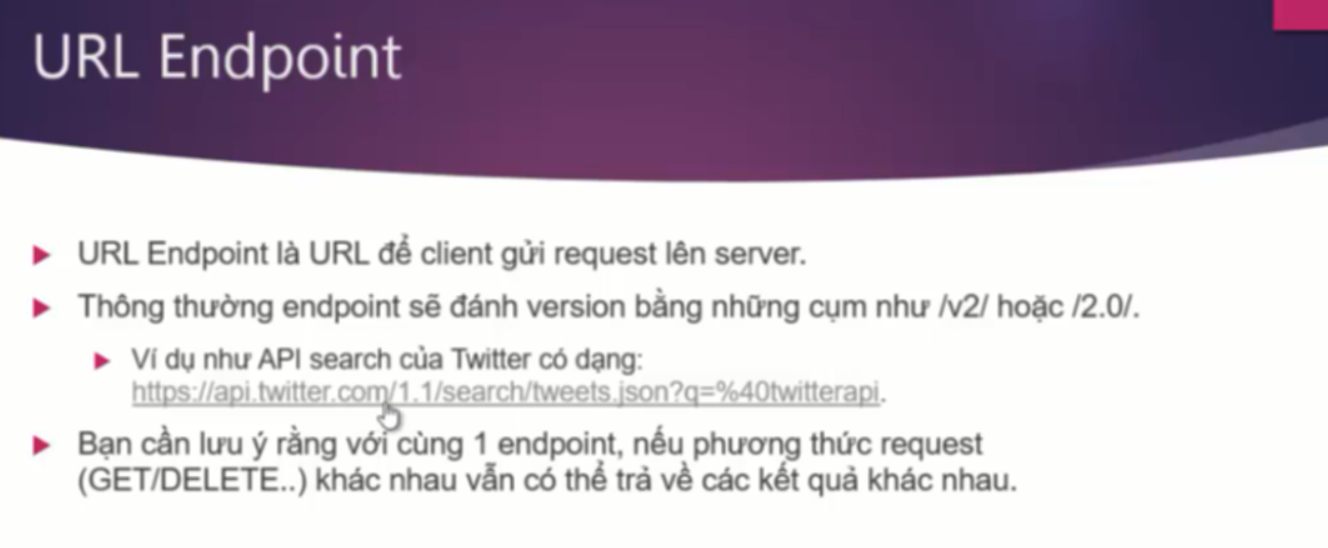 URL Endpoint
URL Endpoint là URL để client gửi request lên server.
Thông thường endpoint sẽ đánh version bằng những cụm như /v2/ hoặc /2.0/.
Ví dụ như API search của Twitter có dạng:
https://api.twitter.com/1.1/search/tweets.json?q=%40twitterapi.
Bạn cần lưu ý rằng với cùng 1 endpoint, nếu phương thức request
(GET/DELETE..) khác nhau vẫn có thể trả về các kết quả khác nhau.